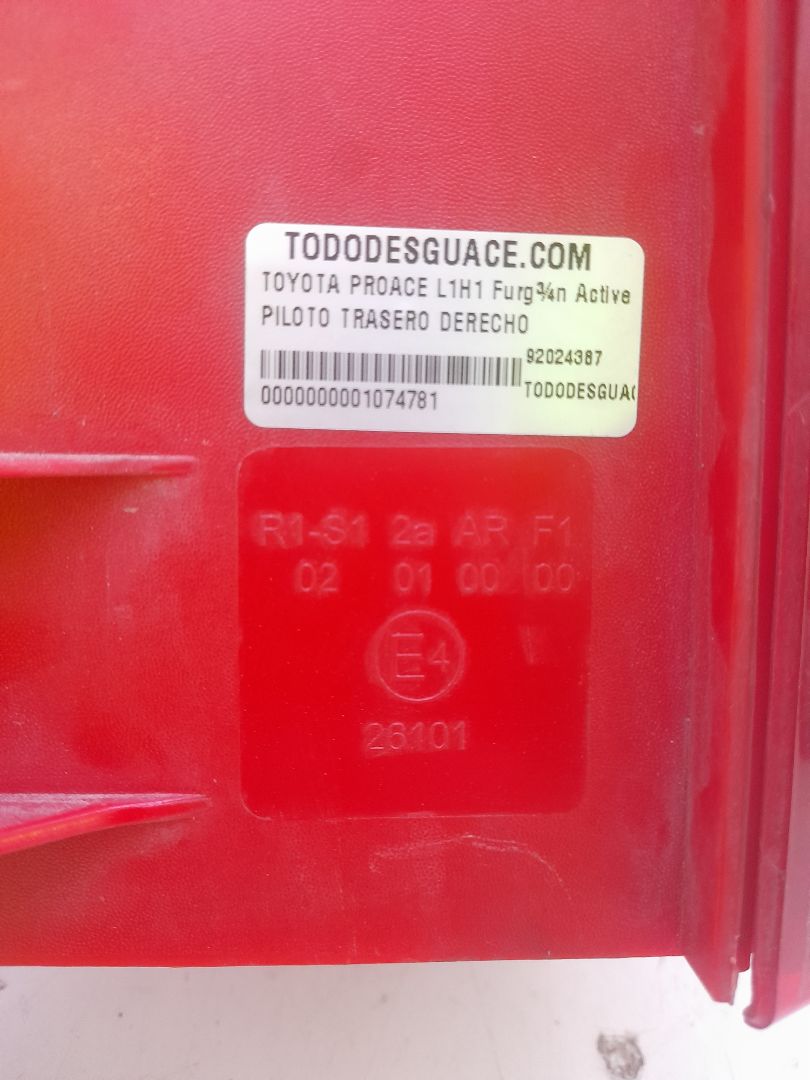 TODODESGUACE.COM
TOYOTA PROACE L1H1 Furg¾n Active
PILOTO TRASERO DERECHO
92024387
0000000001074781
TODODESGUAC
R1-S1 2a AR F1
02 01 00 00
E4
26101